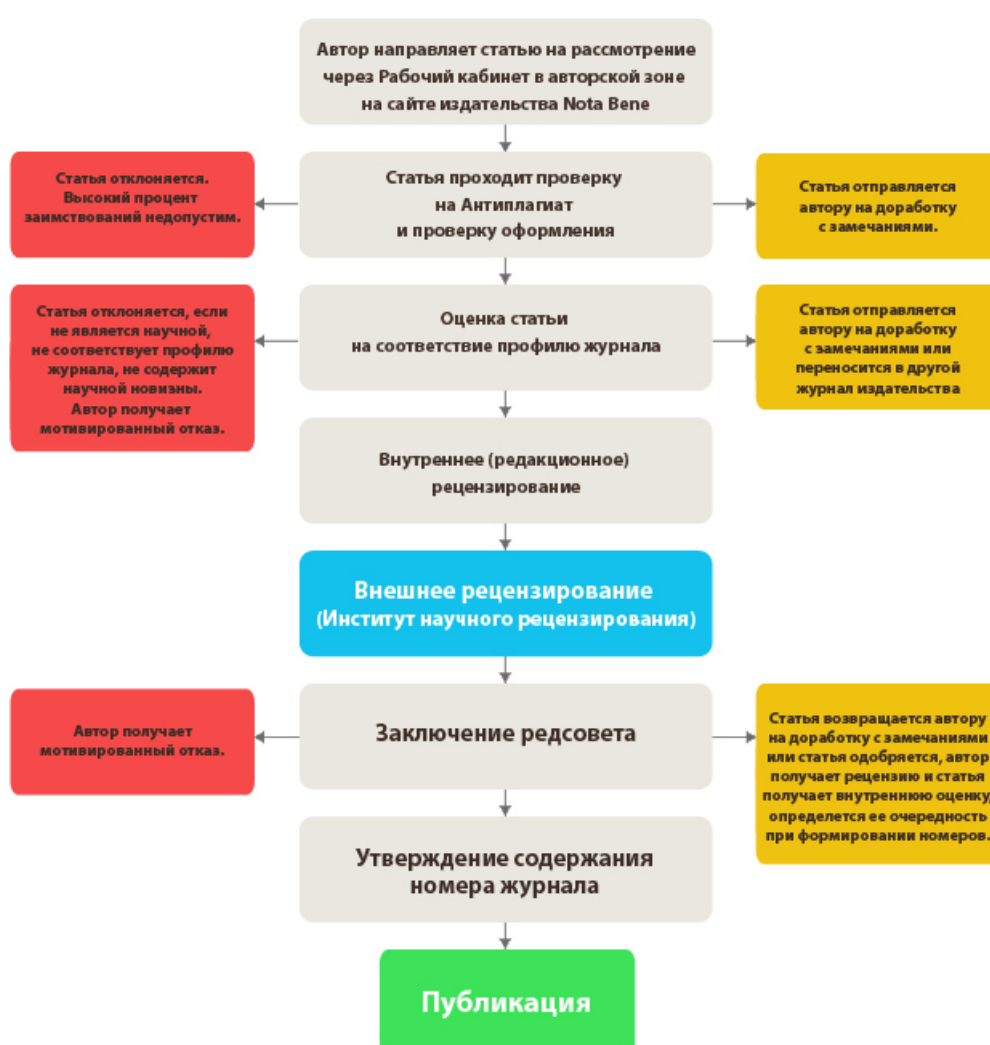 Автор направляет статью на рассмотрение
через Рабочий кабинет в авторской зоне
на сайте издательства Nota Bene
Статья отклоняется.
Высокий процент
заимствований недопустим.
Статья проходит проверку
на Антиплагиат
и проверку оформления
Статья отправляется
автору на доработку
с замечаниями.
Статья отклоняется, если
не является научной,
не соответствует профилю
журнала, не содержит
научной новизны.
Автор получает
мотивированный отказ.
Оценка статьи
на соответствие профилю журнала
Статья отправляется
автору на доработку
с замечаниями или
переносится в другой
журнал издательства
Внутреннее (редакционное)
рецензирование
Внешнее рецензирование
(Институт научного рецензирования)
Автор получает
мотивированный отказ.
Заключение редсовета
Статья возвращается автору
на доработку с замечаниями
или статья одобряется, автор
получает рецензию и статья
получает внутреннюю оценку,
определется ее очередность
при формировании номеров.
Утверждение содержания
номера журнала
Публикация